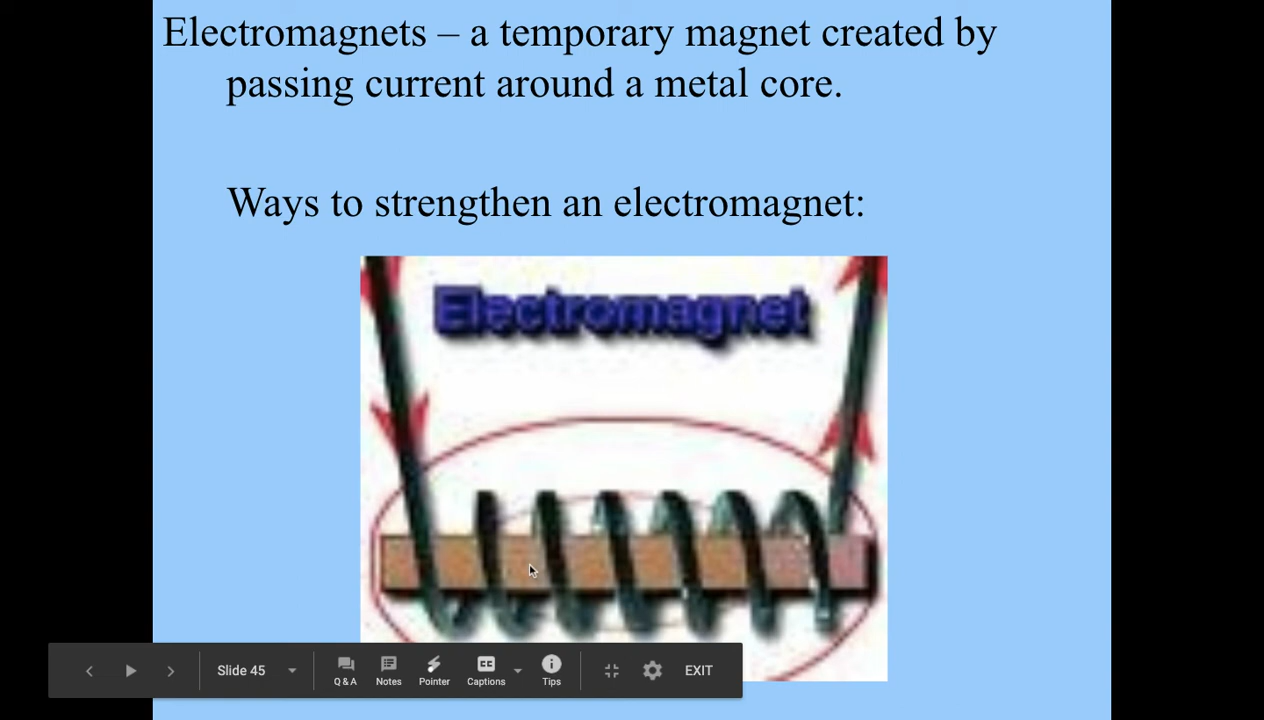 Electromagnets – a temporary magnet created by
passing current around a metal core.
Ways to strengthen an electromagnet:
Electromagnet
Slide 45
Q & A
Notes
Pointer
CC
Captions
Tips
EXIT